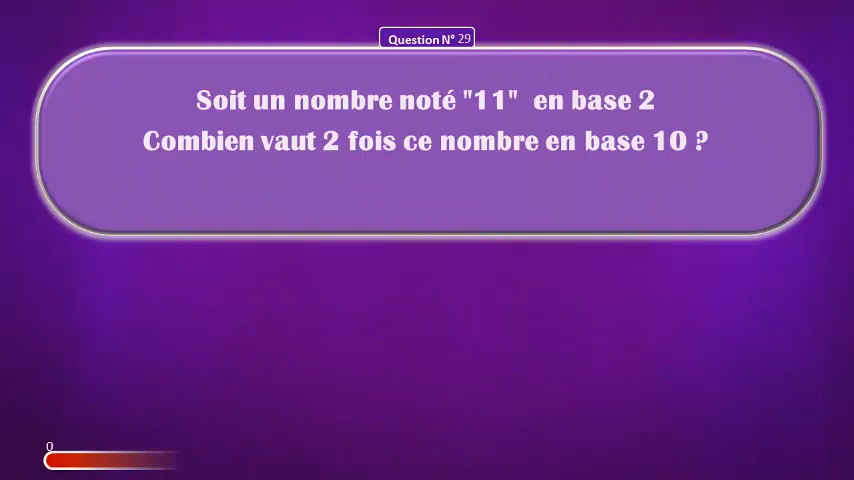 Question N° 29
Soit un nombre noté "11" en base 2
Combien vaut 2 fois ce nombre en base 10 ?
0